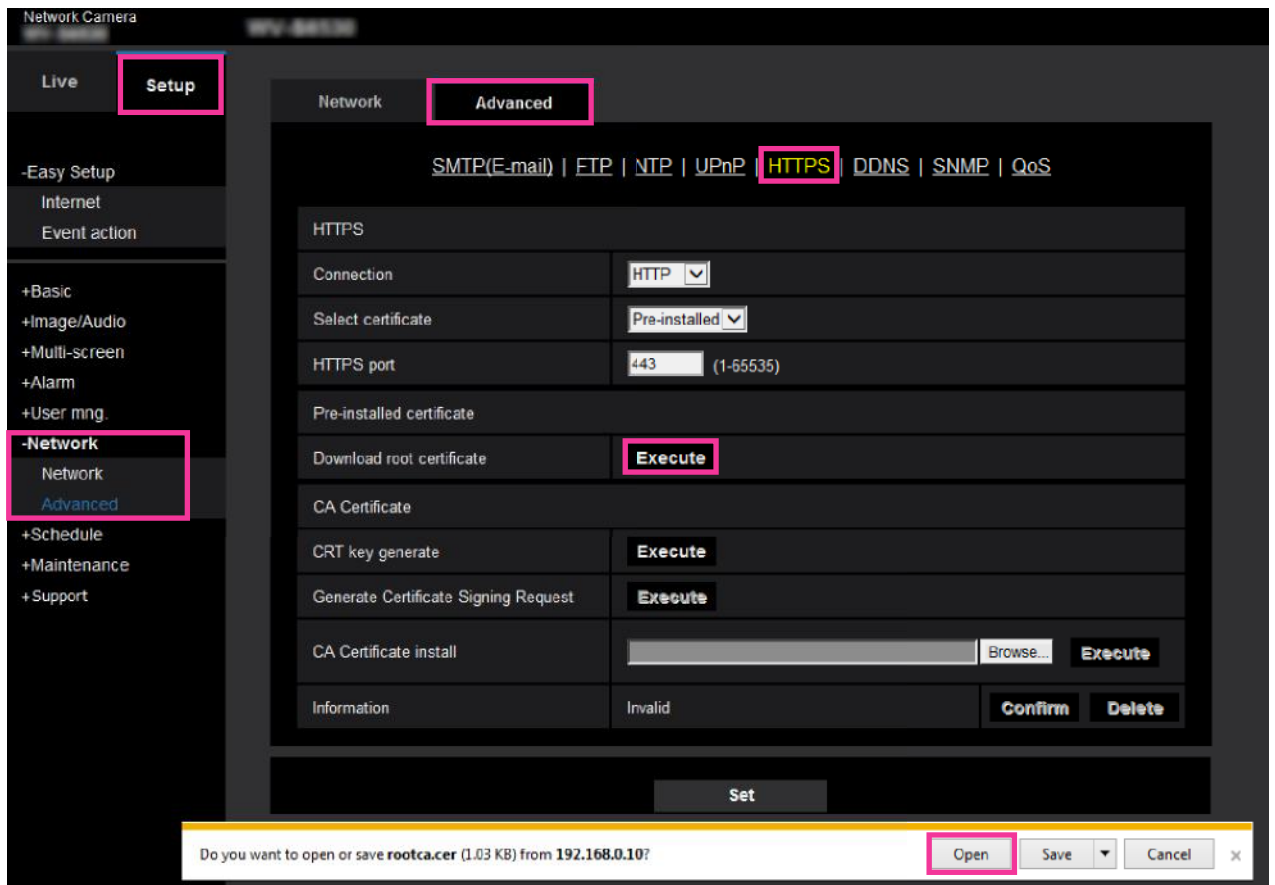 Network Camera
Live
Setup
Network
Advanced
-Easy Setup
Internet
Event action
+Basic
+Image/Audio
+Multi-screen
+Alarm
+User mng.
-Network
Network
Advanced
+Schedule
+Maintenance
+Support
SMTP(E-mail) | FTP | NTP | UPnP | HTTPS | DDNS | SNMP | QoS
HTTPS
Connection HTTP
Select certificate Pre-installed
HTTPS port 443 (1-65535)
Pre-installed certificate
Download root certificate Execute
CA Certificate
CRT key generate Execute
Generate Certificate Signing Request Execute
CA Certificate install Browse... Execute
Information Invalid Confirm Delete
Set
Do you want to open or save rootca.cer (1.03 KB) from 192.168.0.10? Open Save Cancel ×